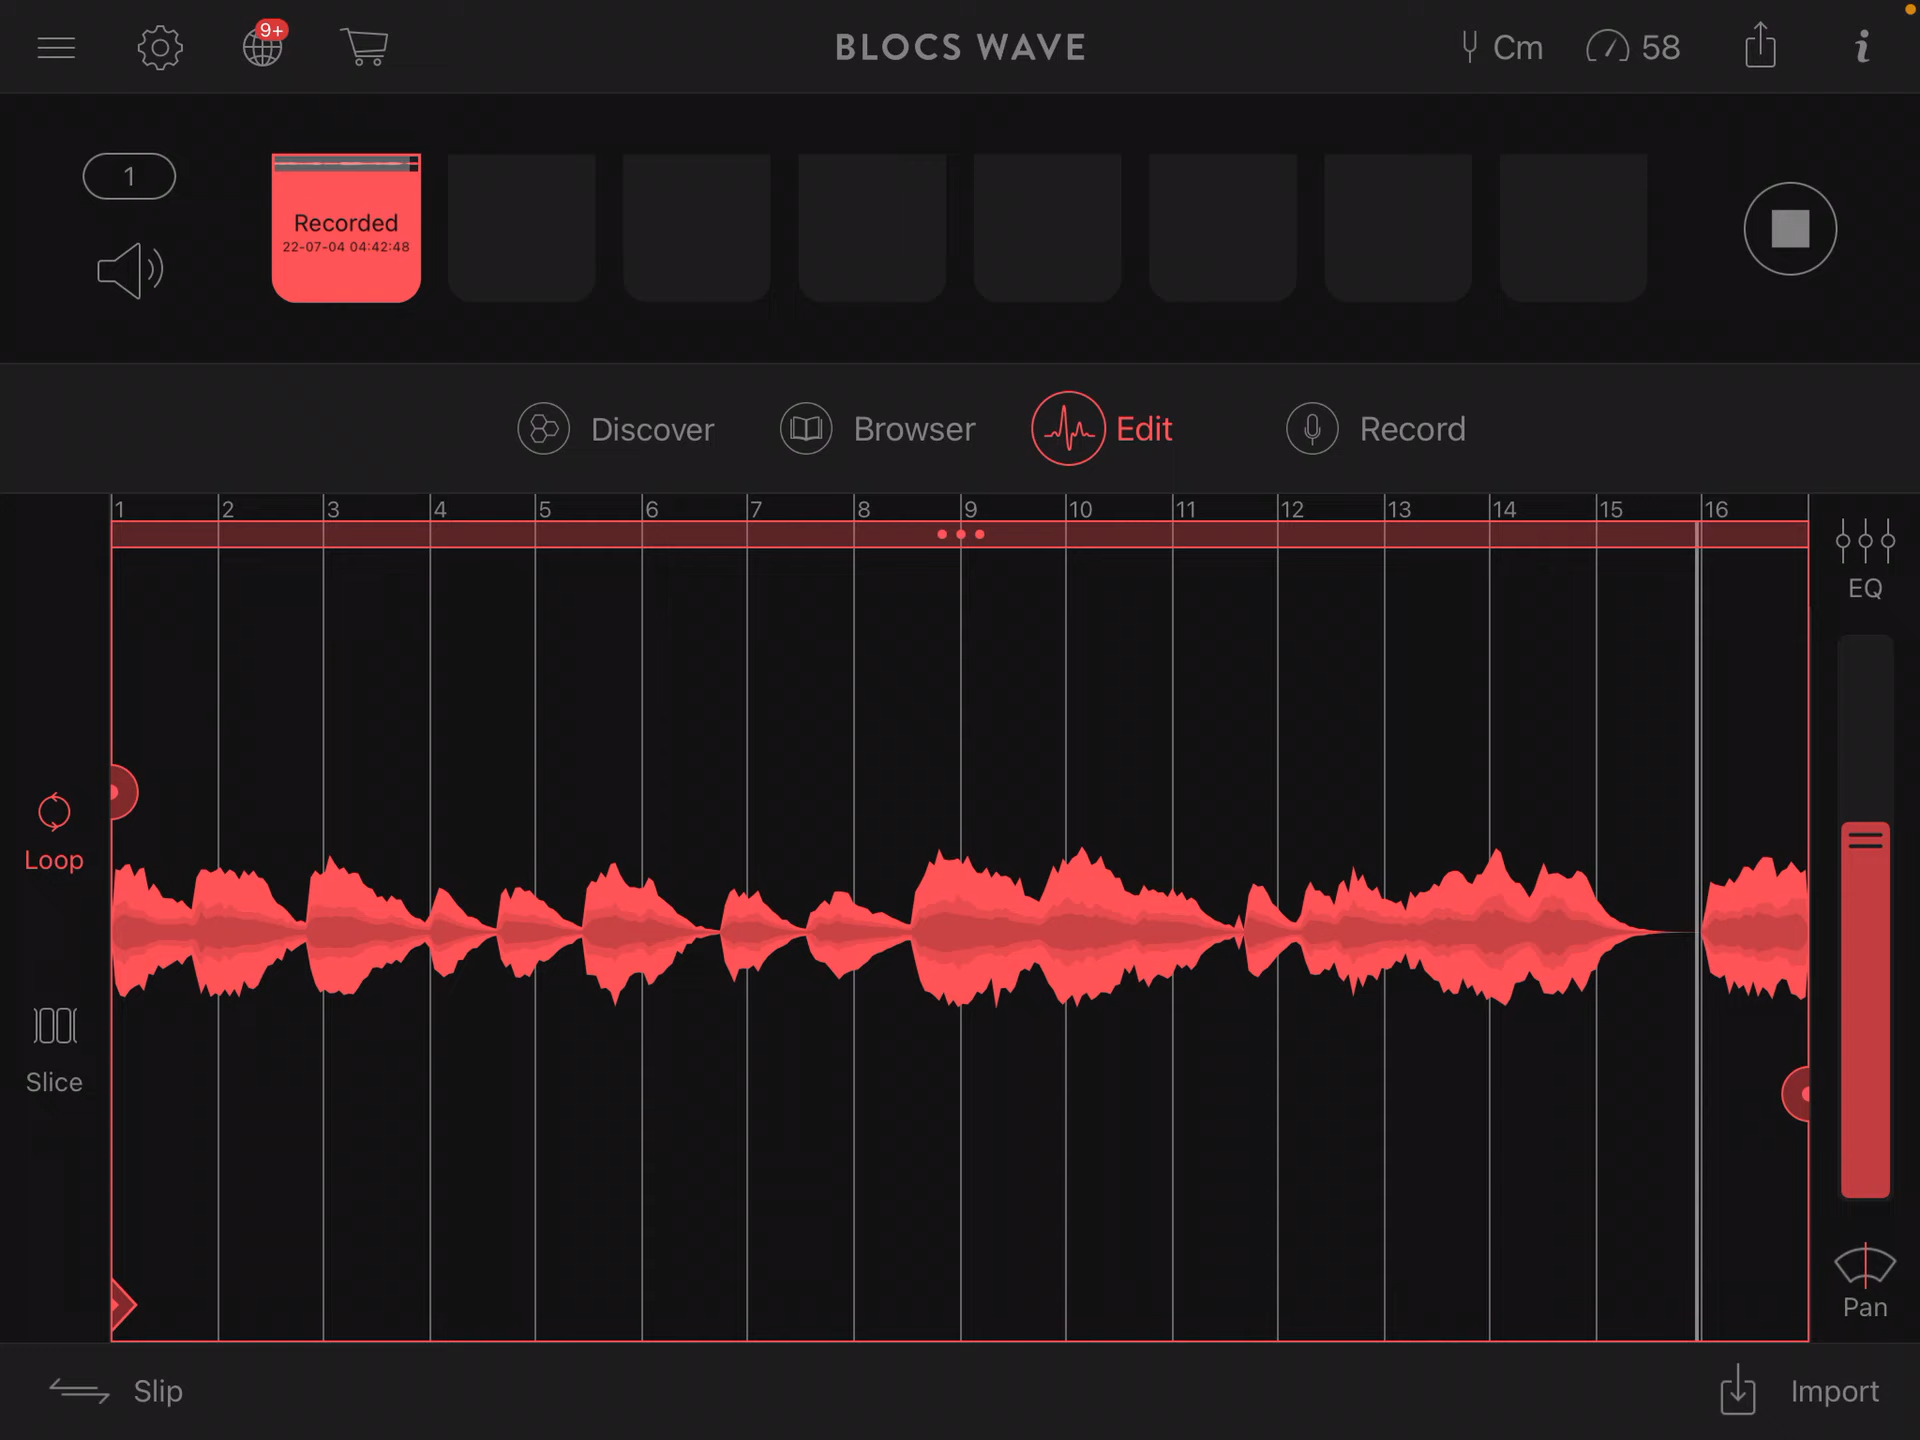 9+
BLOCS WAVE
Cm
58
1
Recorded
22-07-04 04:42:48
Discover
Browser
Edit
Record
1 2 3 4 5 6 7 8 9 10 11 12 13 14 15 16
EQ
Loop
Slice
Pan
Slip
Import